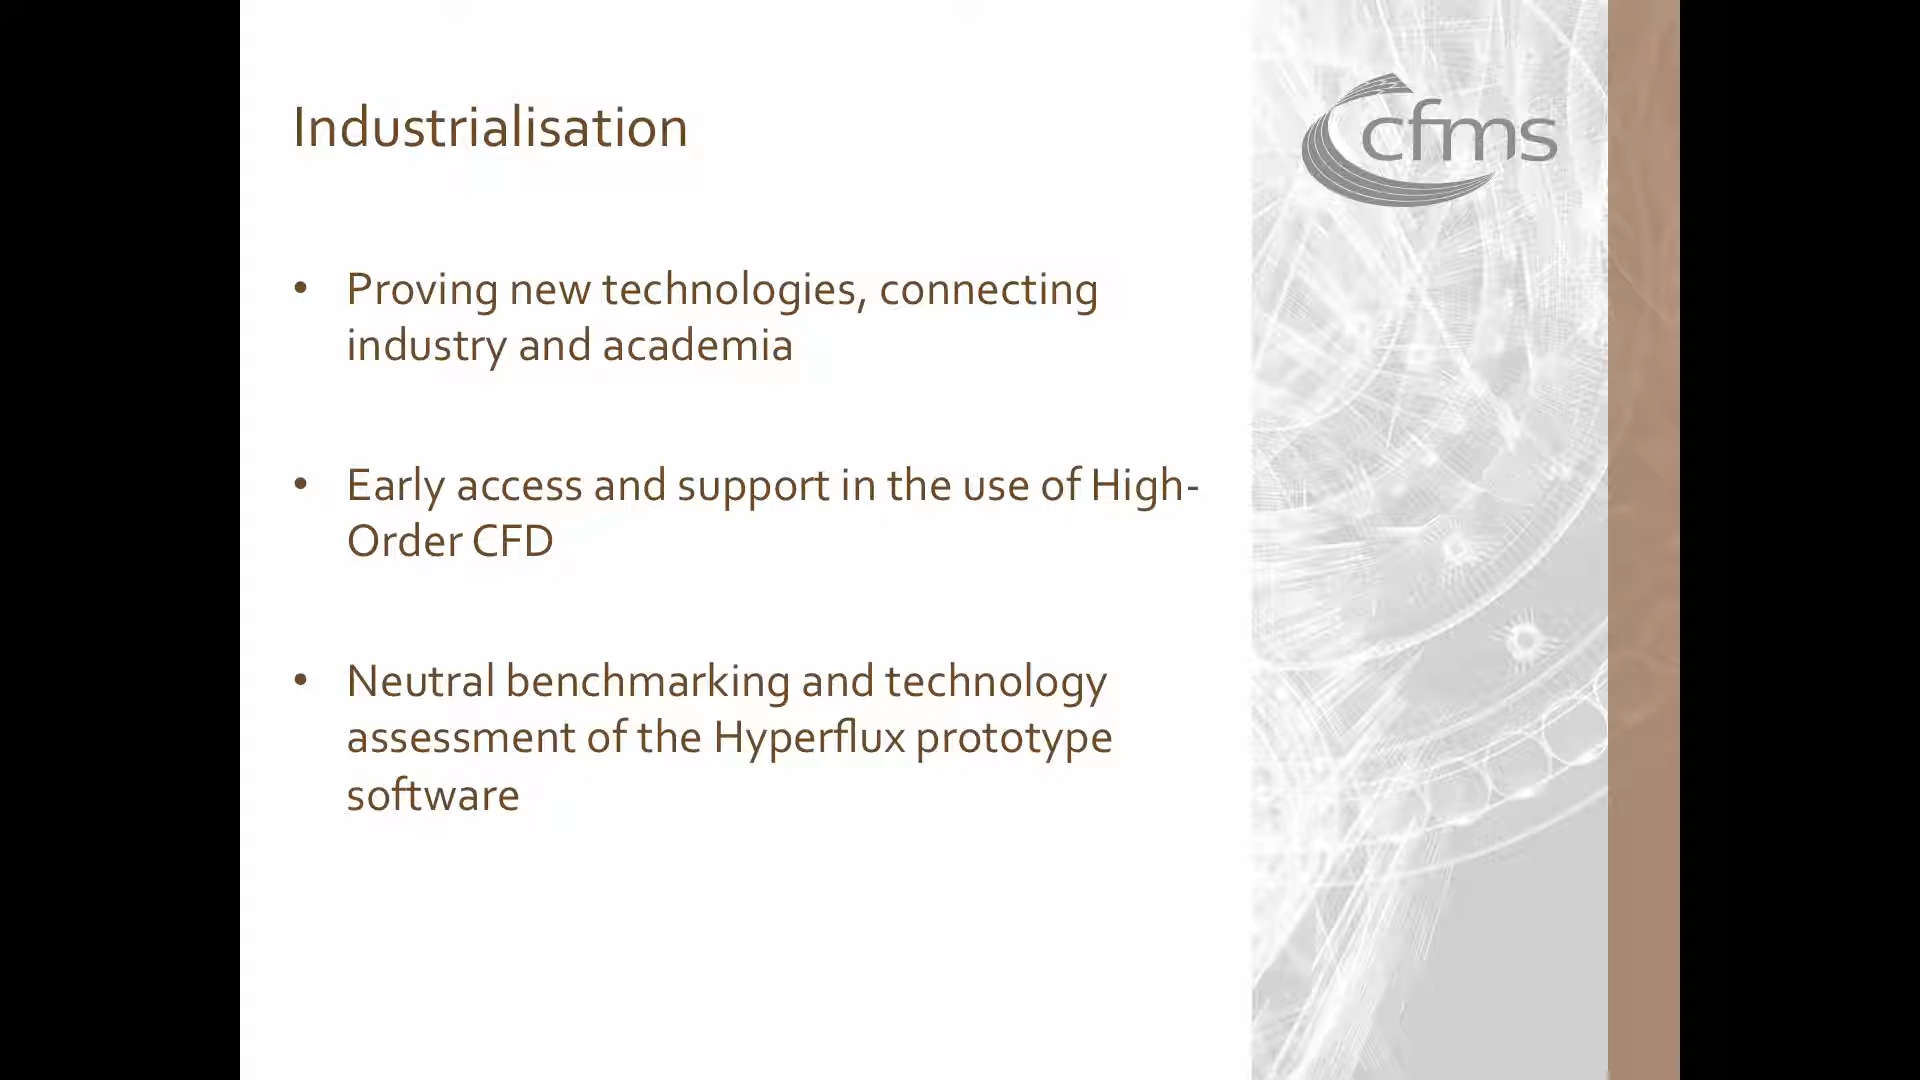 Industrialisation
cfms
• Proving new technologies, connecting
industry and academia
• Early access and support in the use of High-
Order CFD
• Neutral benchmarking and technology
assessment of the Hyperflux prototype
software